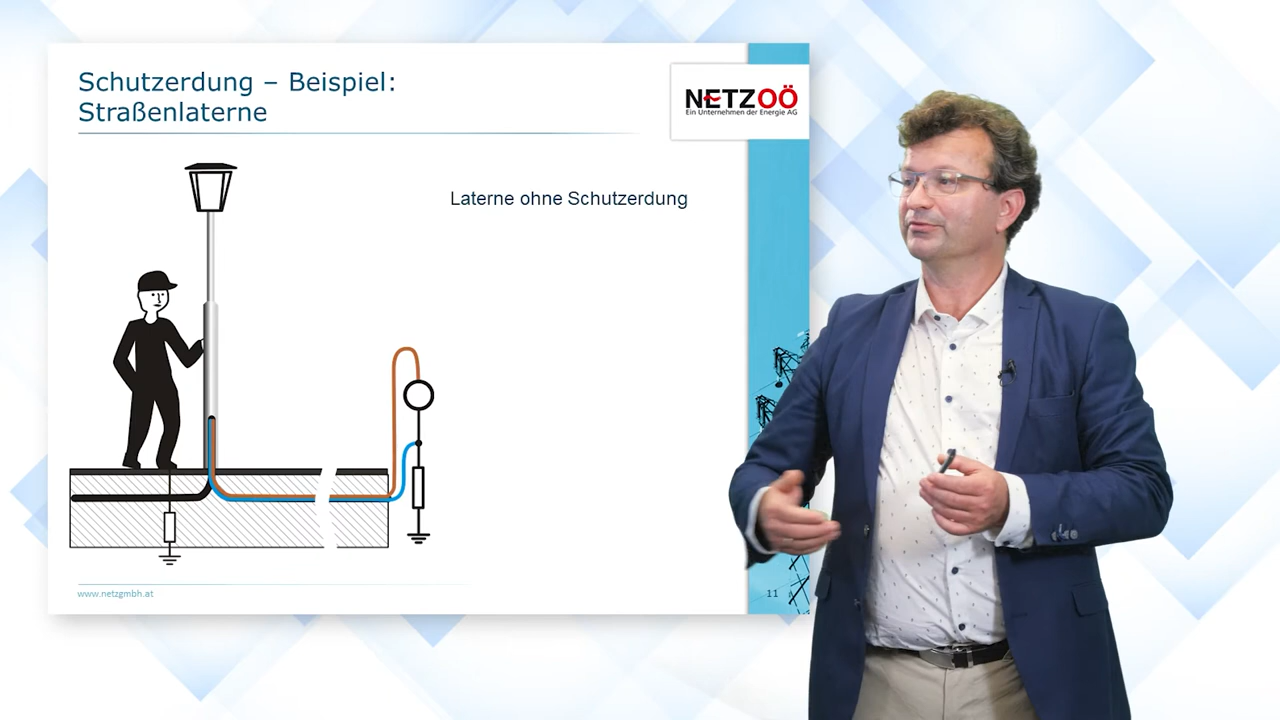 Schutzerdung – Beispiel:
Straßenlaterne
NETZOÖ
Ein Unternehmen der Energie AG
Laterne ohne Schutzerdung
www.netzgmbh.at
11